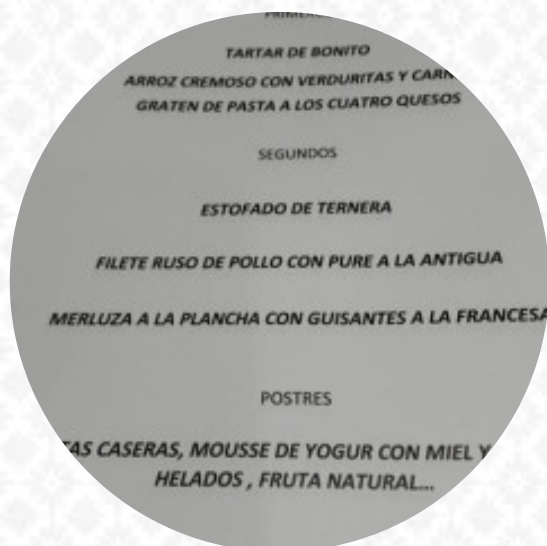 TARTAR DE BONITO
ARROZ CREMOSO CON VERDURITAS Y
GRATEN DE PASTA A LOS CUATRO QUESOS
SEGUNDOS
ESTOFADO DE TERNERA
FILETE RUSO DE POLLO CON PURE A LA ANTIGUA
MERLUZA A LA PLANCHA CON GUISANTES A LA FRANCESA
POSTRES
CASERAS, MOUSSE DE YOGUR CON MIEL Y
HELADOS , FRUTA NATURAL...